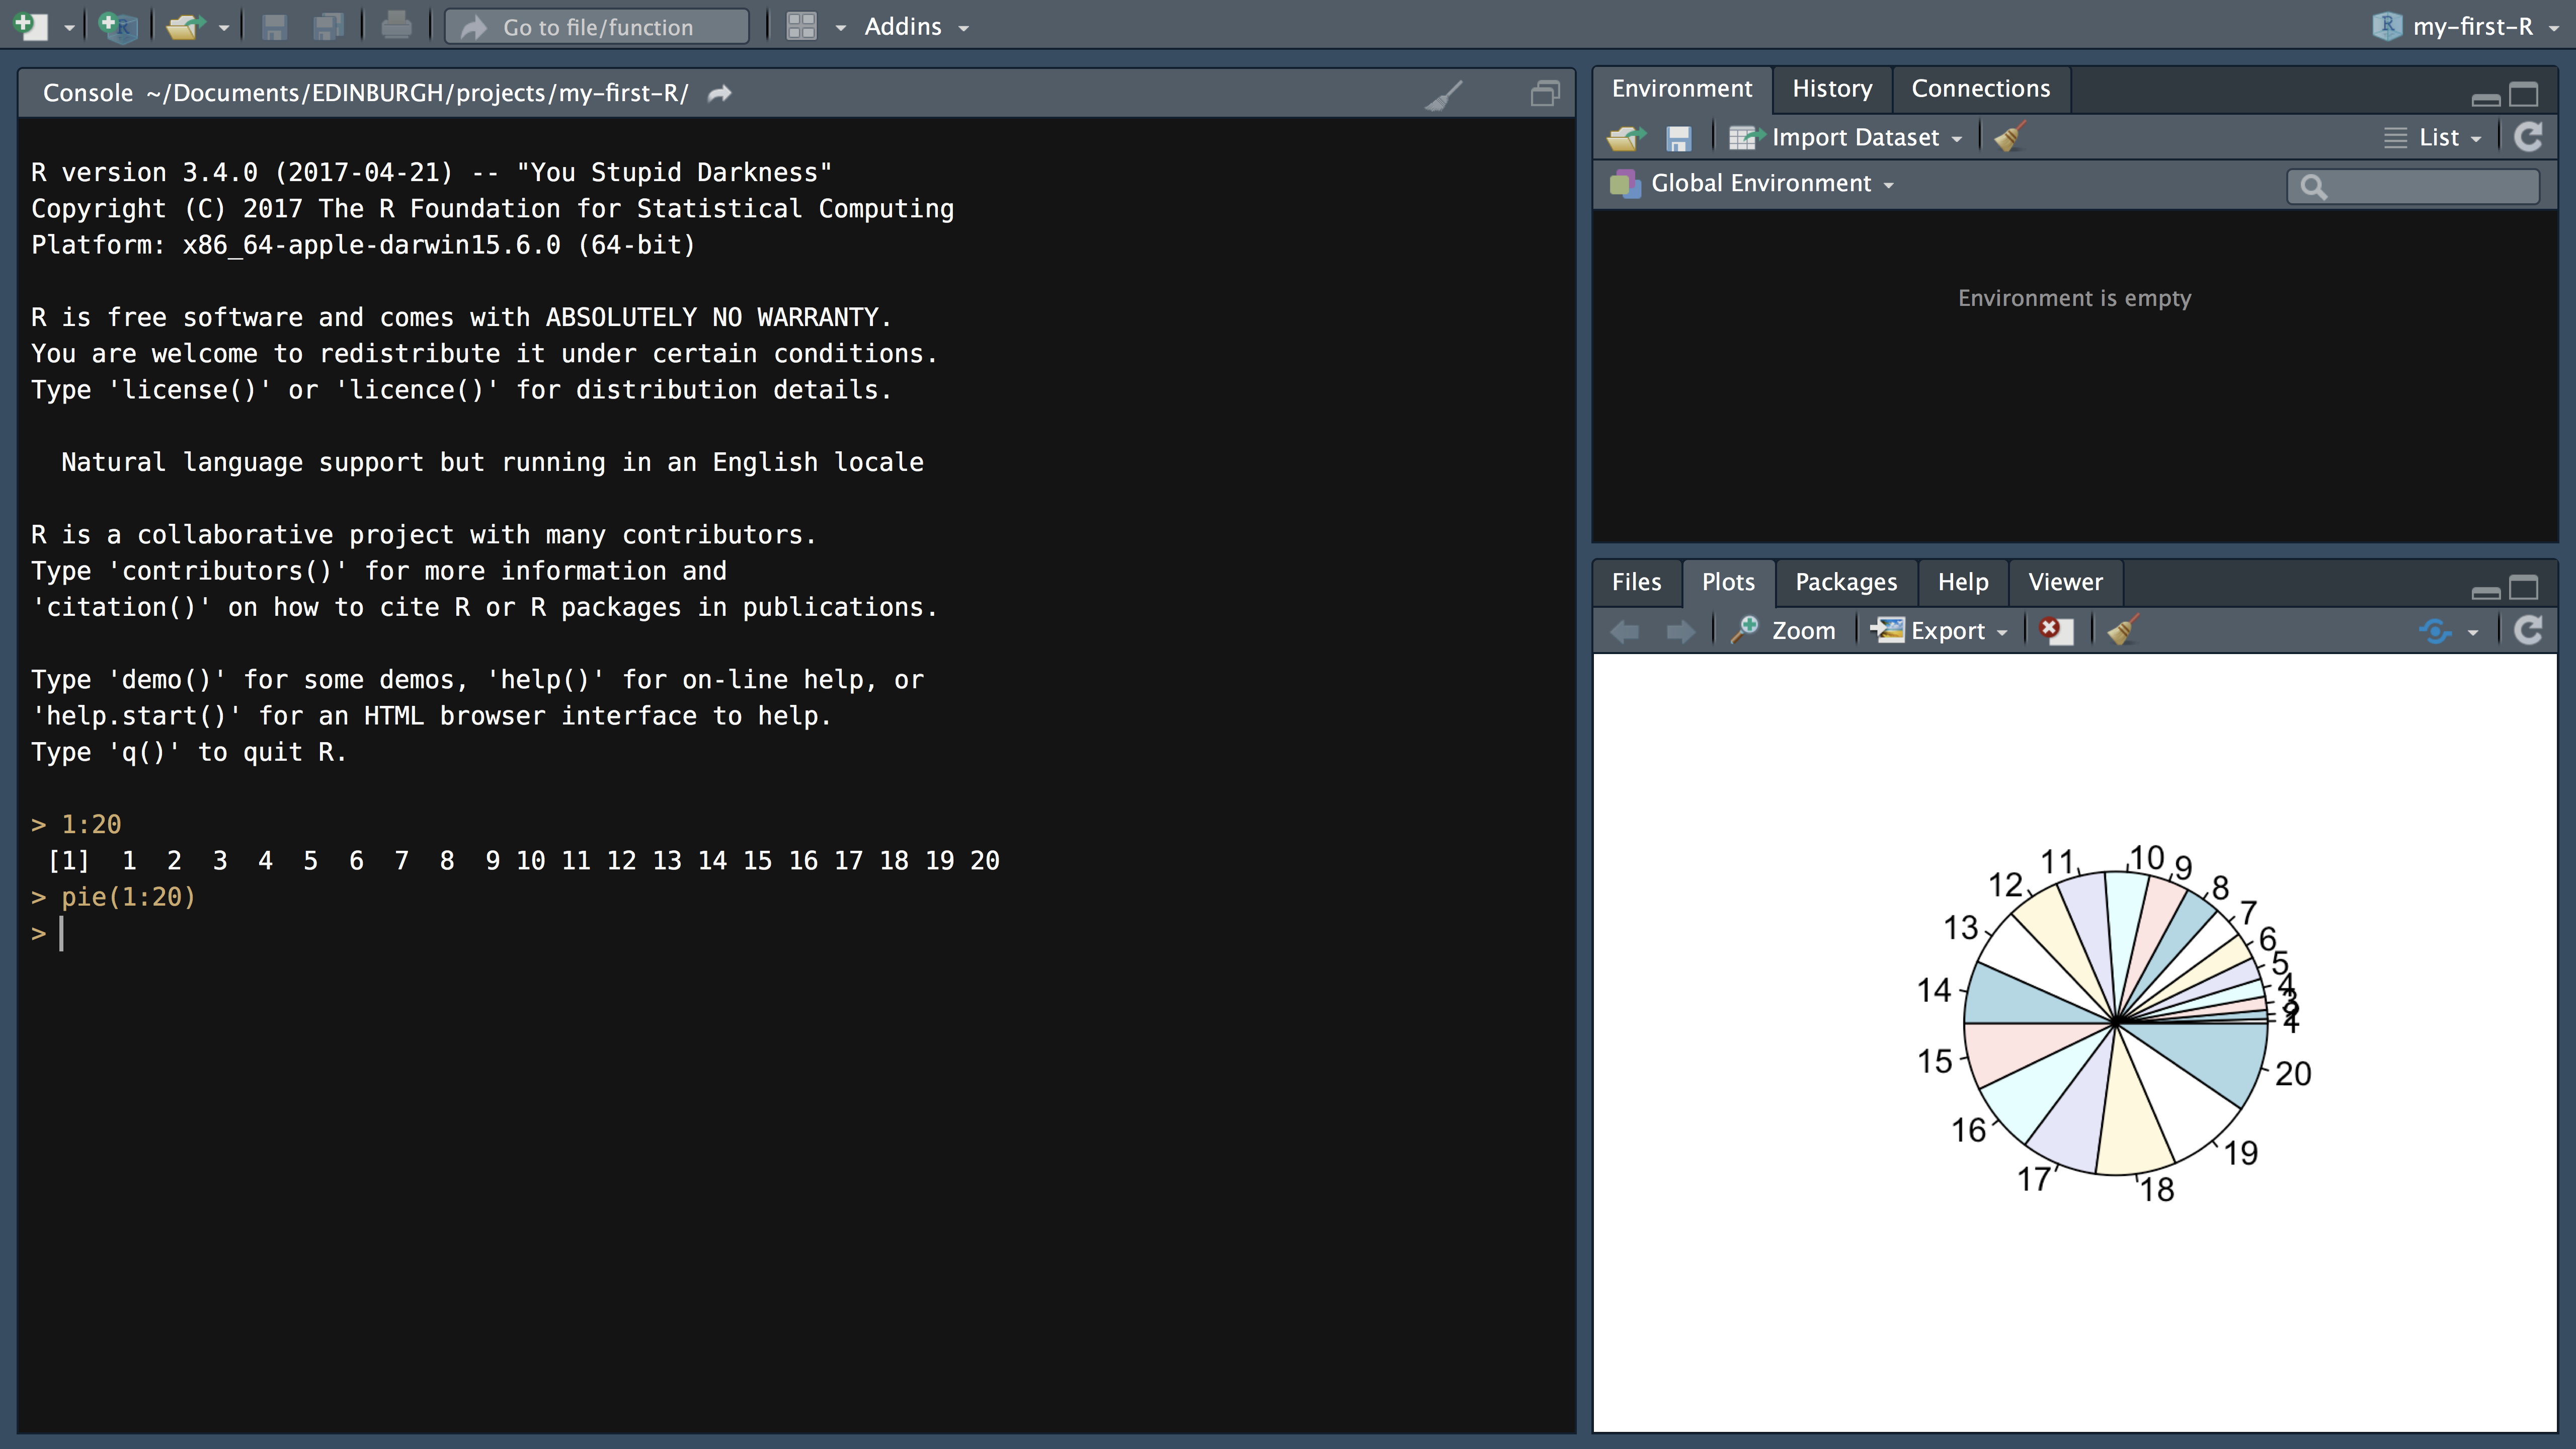 Go to file/function
Addins
my-first-R
Console ~/Documents/EDINBURGH/projects/my-first-R/
R version 3.4.0 (2017-04-21) -- "You Stupid Darkness"
Copyright (C) 2017 The R Foundation for Statistical Computing
Platform: x86_64-apple-darwin15.6.0 (64-bit)
R is free software and comes with ABSOLUTELY NO WARRANTY.
You are welcome to redistribute it under certain conditions.
Type 'license()' or 'licence()' for distribution details.
Natural language support but running in an English locale
R is a collaborative project with many contributors.
Type 'contributors()' for more information and
'citation()' on how to cite R or R packages in publications.
Type 'demo()' for some demos, 'help()' for on-line help, or
'help.start()' for an HTML browser interface to help.
Type 'q()' to quit R.
> 1:20
[1] 1 2 3 4 5 6 7 8 9 10 11 12 13 14 15 16 17 18 19 20
> pie(1:20)
>
Environment History Connections
Import Dataset
List
Global Environment
Environment is empty
Files Plots Packages Help Viewer
Zoom Export
1
2
3
4
5
6
7
8
9
10
11
12
13
14
15
16
17
18
19
20